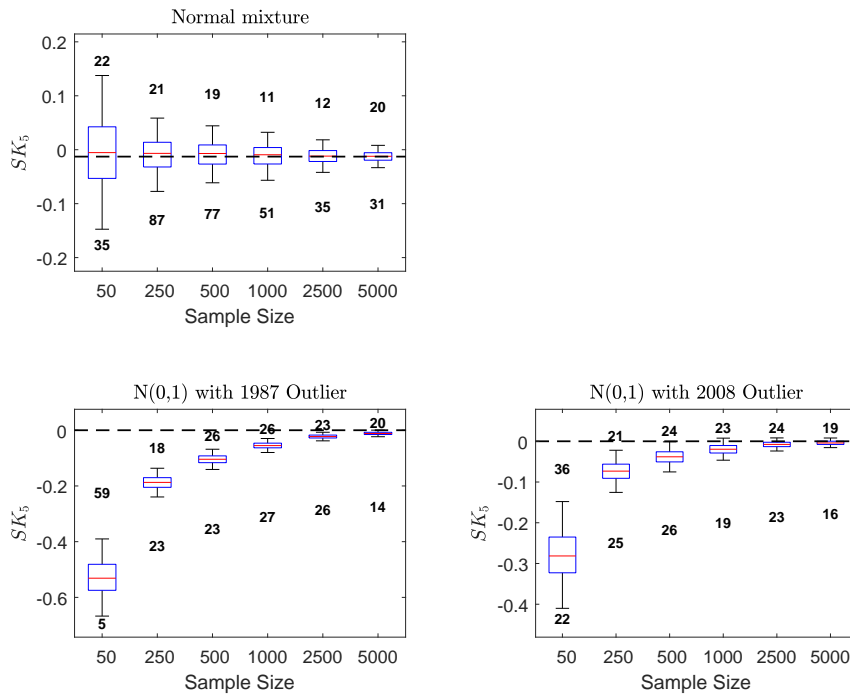 Normal mixture
0.2
0.1
0
-0.1
-0.2
SK5
22 21 19 11 12 20
35 87 77 51 35 31
50 250 500 1000 2500 5000
Sample Size
N(0,1) with 1987 Outlier
0
-0.2
-0.4
-0.6
SK5
59 18 26 26 23 20
5 23 23 27 26 14
50 250 500 1000 2500 5000
Sample Size
N(0,1) with 2008 Outlier
0
-0.1
-0.2
-0.3
-0.4
SK5
36 21 24 23 24 19
22 25 26 19 23 16
50 250 500 1000 2500 5000
Sample Size